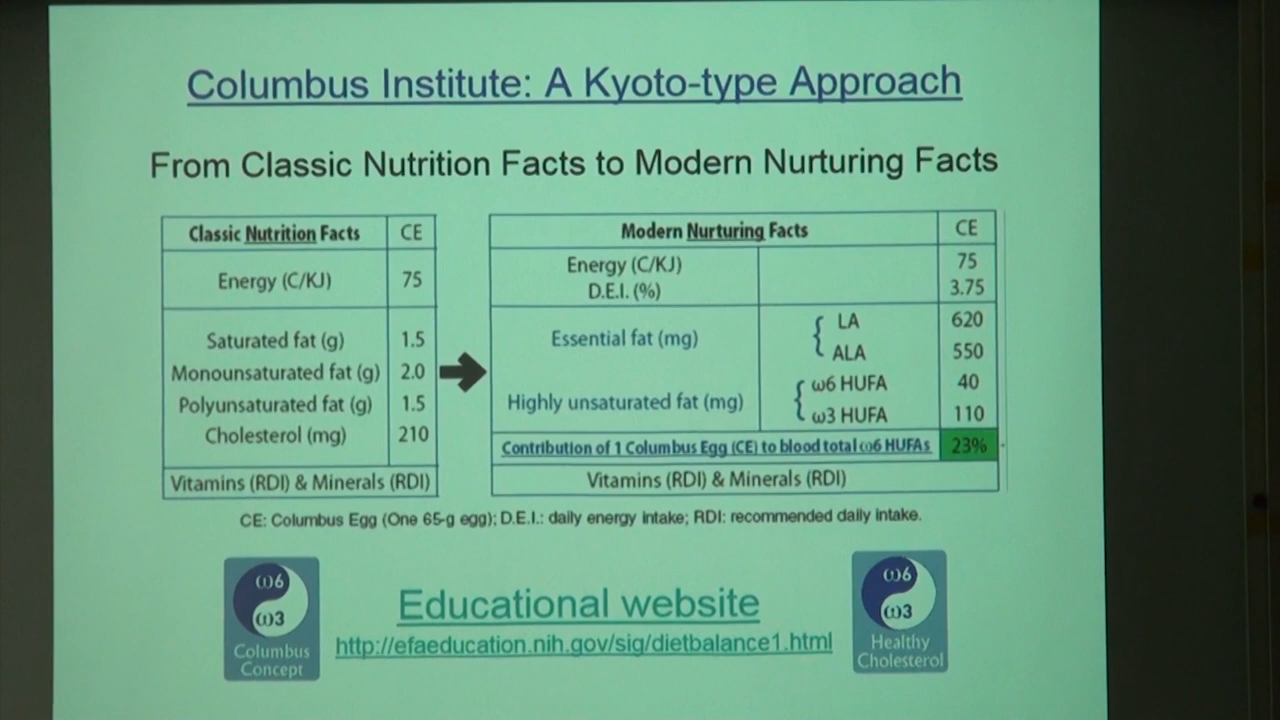 Columbus Institute: A Kyoto-type Approach
From Classic Nutrition Facts to Modern Nurturing Facts
Classic Nutrition Facts CE
Energy (C/KJ) 75
Saturated fat (g) 1.5
Monounsaturated fat (g) 2.0
Polyunsaturated fat (g) 1.5
Cholesterol (mg) 210
Vitamins (RDI) & Minerals (RDI)
Modern Nurturing Facts CE
Energy (C/KJ) 75
D.E.I. (%) 3.75
Essential fat (mg) { LA 620
ALA 550
Highly unsaturated fat (mg) { ω6 HUFA 40
ω3 HUFA 110
Contribution of 1 Columbus Egg (CE) to blood total ω6 HUFAs 23%
Vitamins (RDI) & Minerals (RDI)
CE: Columbus Egg (One 65-g egg); D.E.I.: daily energy intake; RDI: recommended daily intake.
ω6
ω3
Columbus
Concept
Educational website
http://efaeducation.nih.gov/sig/dietbalance1.html
ω6
ω3
Healthy
Cholesterol